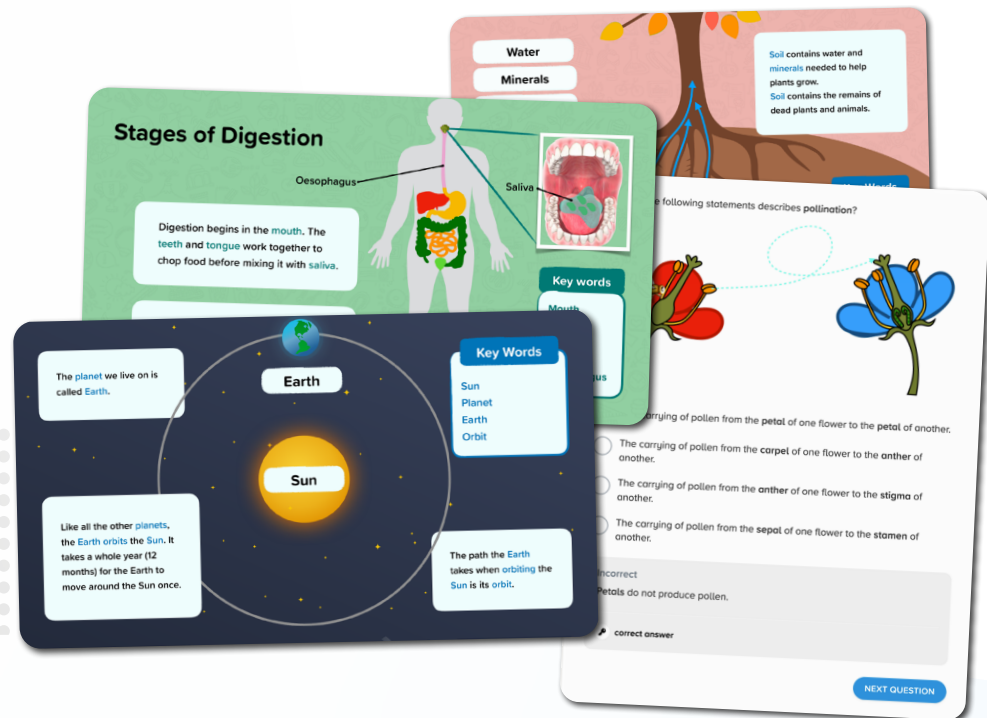 Water
Minerals
Soil contains water and
minerals needed to help
plants grow.
Soil contains the remains of
dead plants and animals.
Stages of Digestion
Oesophagus
Saliva
Digestion begins in the mouth. The
teeth and tongue work together to
chop food before mixing it with saliva.
Key words
Mouth
following statements describes pollination?
carrying of pollen from the petal of one flower to the petal of another.
The carrying of pollen from the carpel of one flower to the anther of
another.
The carrying of pollen from the anther of one flower to the stigma of
another.
The carrying of pollen from the sepal of one flower to the stamen of
another.
Incorrect
Petals do not produce pollen.
correct answer
NEXT QUESTION
The planet we live on is
called Earth.
Earth
Key Words
Sun
Planet
Earth
Orbit
Sun
Like all the other planets,
the Earth orbits the Sun. It
takes a whole year (12
months) for the Earth to
move around the Sun once.
The path the Earth
takes when orbiting the
Sun is its orbit.